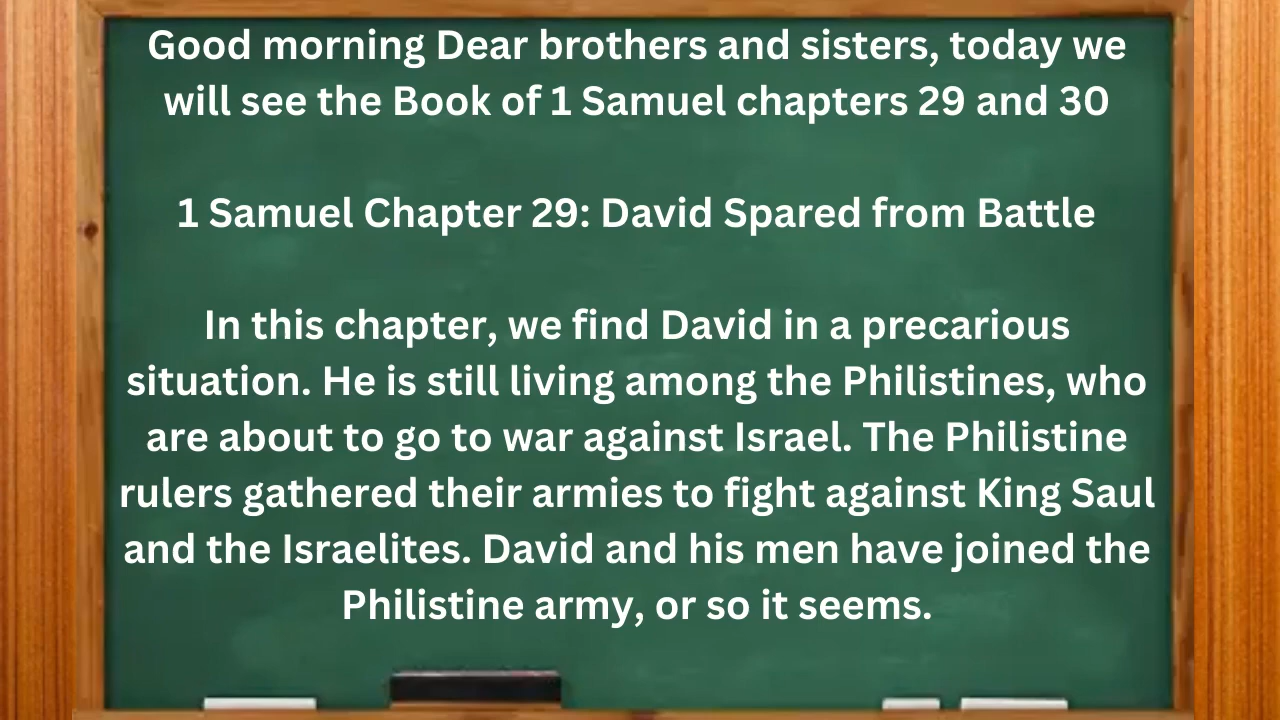 Good morning Dear brothers and sisters, today we
will see the Book of 1 Samuel chapters 29 and 30
1 Samuel Chapter 29: David Spared from Battle
In this chapter, we find David in a precarious
situation. He is still living among the Philistines, who
are about to go to war against Israel. The Philistine
rulers gathered their armies to fight against King Saul
and the Israelites. David and his men have joined the
Philistine army, or so it seems.